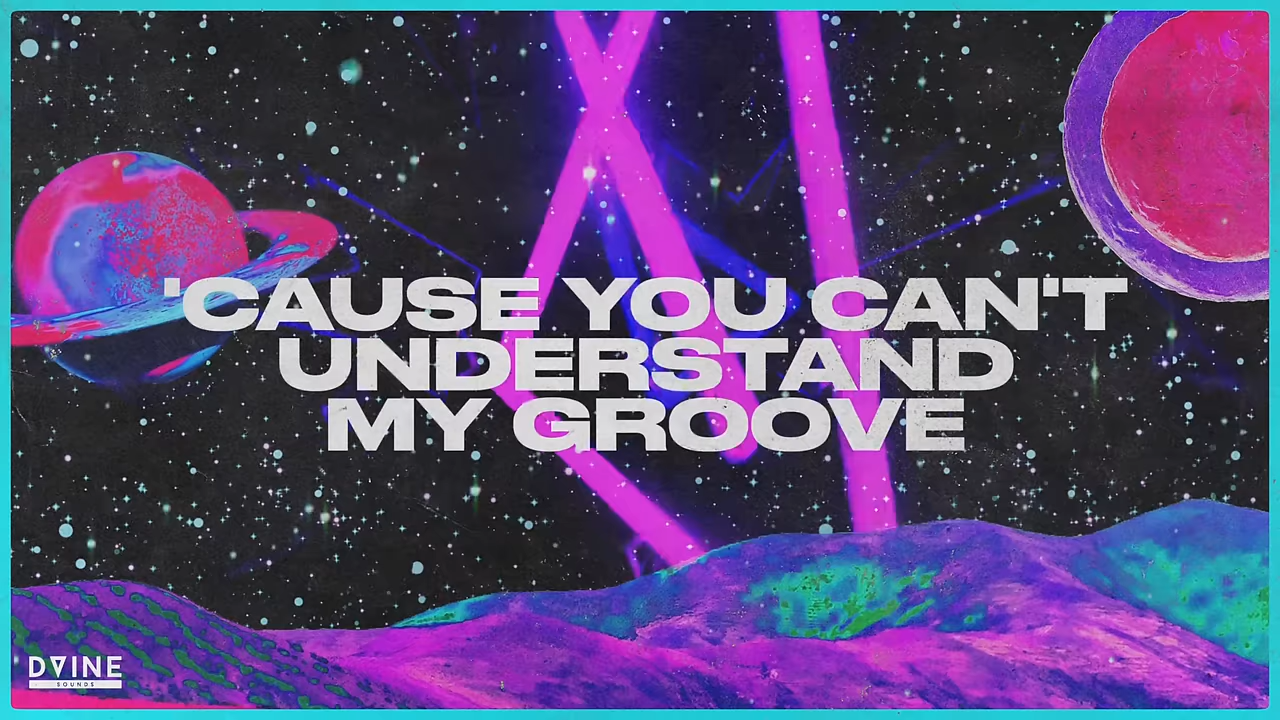 'CAUSE YOU CAN'T
UNDERSTAND
MY GROOVE
DVINE
SOUNDS